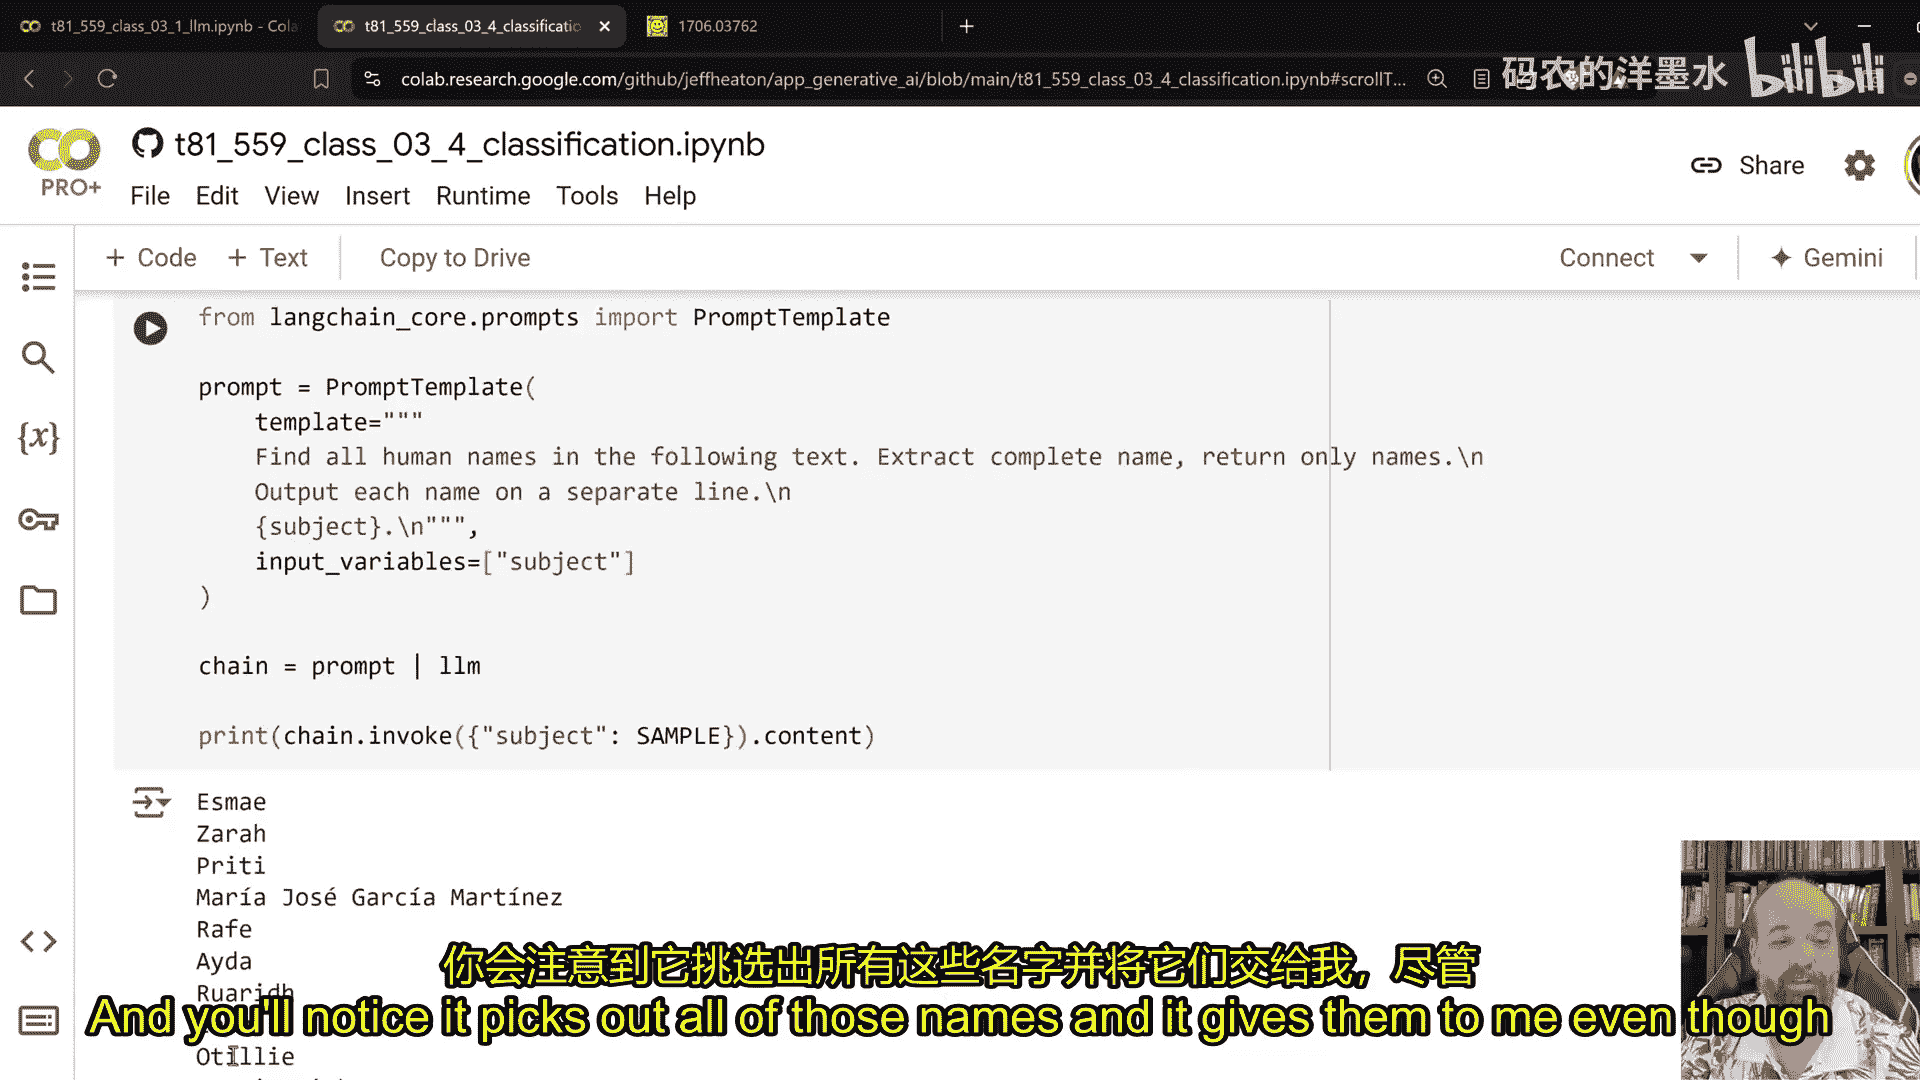 t81_559_class_03_1_llm.ipynb - Cola
t81_559_class_03_4_classificatio
1706.03762
colab.research.google.com/github/jeffheaton/app_generative_ai/blob/main/t81_559_class_03_4_classification.ipynb#scrollT...
码农的洋墨水 bilibili
CO
PRO+
t81_559_class_03_4_classification.ipynb
Share
File Edit View Insert Runtime Tools Help
+ Code + Text Copy to Drive
Connect
Gemini
from langchain_core.prompts import PromptTemplate
prompt = PromptTemplate(
template="""
Find all human names in the following text. Extract complete name, return only names.\n
Output each name on a separate line.\n
{subject}.\n""",
input_variables=["subject"]
)
chain = prompt | llm
print(chain.invoke({"subject": SAMPLE}).content)
Esmae
Zarah
Priti
María José García Martínez
Rafe
Ayda
Ruaridh
Otillie
你会注意到它挑选出所有这些名字并将它们交给我，尽管
And you'll notice it picks out all of those names and it gives them to me even though